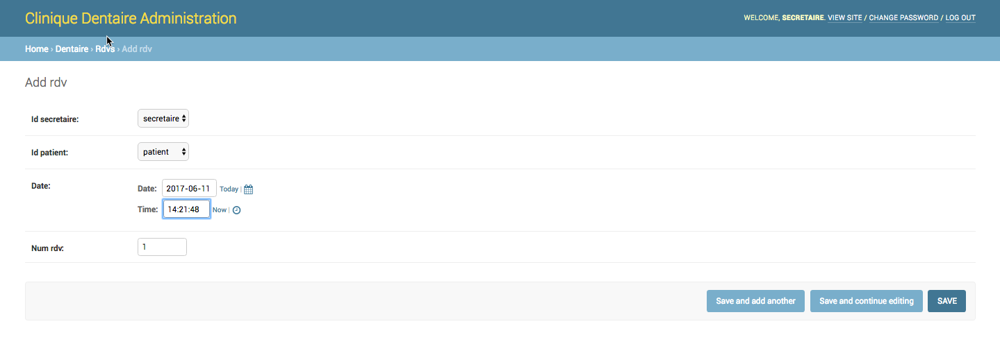 Clinique Dentaire Administration
WELCOME, SECRETAIRE. VIEW SITE / CHANGE PASSWORD / LOG OUT
Home › Dentaire › Rdvs › Add rdv
Add rdv
Id secretaire: secretaire
Id patient: patient
Date: Date: 2017-06-11 Today |
Time: 14:21:48 Now |
Num rdv: 1
Save and add another Save and continue editing SAVE